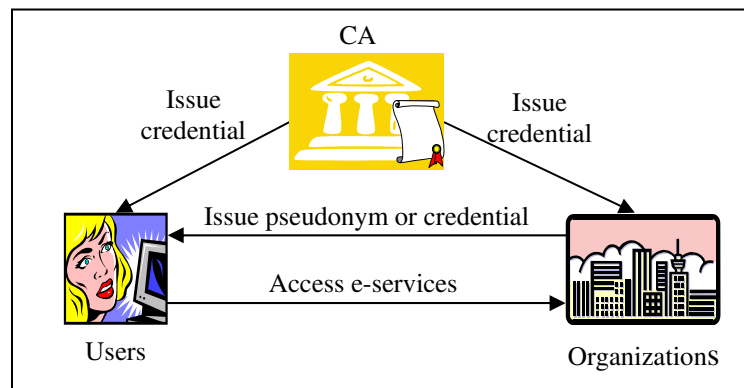 CA
Issue
credential
Issue
credential
Issue pseudonym or credential
Access e-services
Users
Organizations